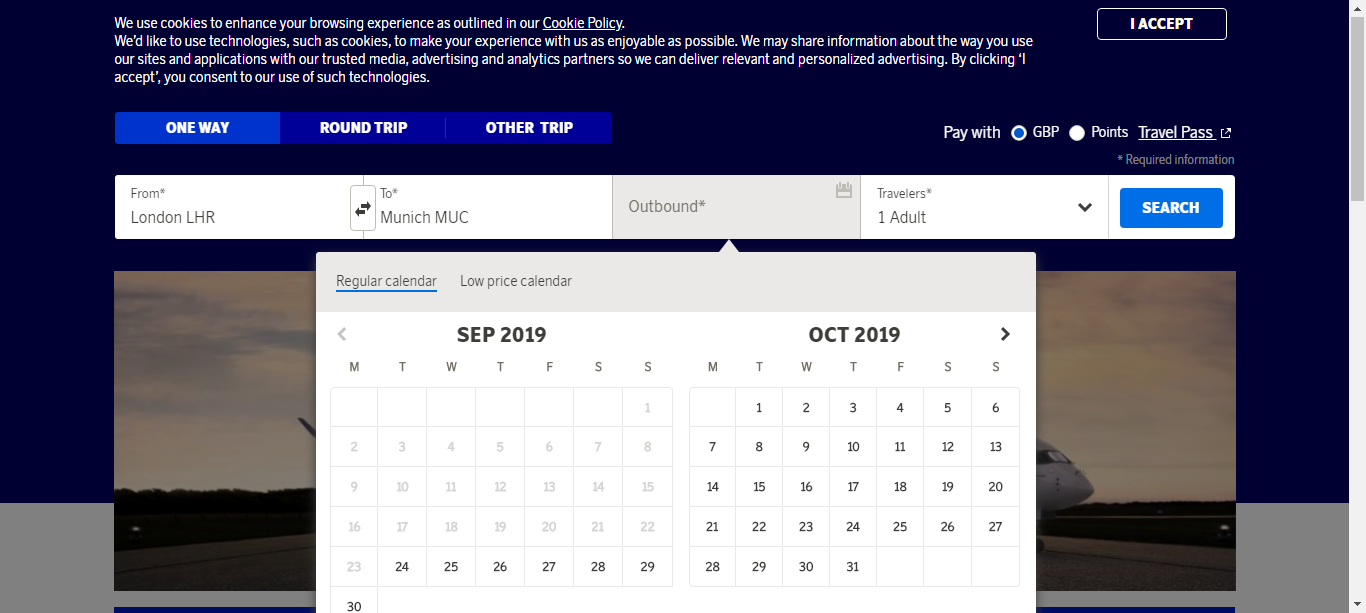 We use cookies to enhance your browsing experience as outlined in our Cookie Policy.
We'd like to use technologies, such as cookies, to make your experience with us as enjoyable as possible. We may share information about the way you use
our sites and applications with our trusted media, advertising and analytics partners so we can deliver relevant and personalized advertising. By clicking 'I
accept', you consent to our use of such technologies.
I ACCEPT
ONE WAY ROUND TRIP OTHER TRIP
Pay with GBP Points Travel Pass
* Required information
From* To* Travelers*
London LHR Munich MUC Outbound* 1 Adult SEARCH
Regular calendar Low price calendar
SEP 2019 OCT 2019
M T W T F S S M T W T F S S
1 1 2 3 4 5 6
2 3 4 5 6 7 8 7 8 9 10 11 12 13
9 10 11 12 13 14 15 14 15 16 17 18 19 20
16 17 18 19 20 21 22 21 22 23 24 25 26 27
23 24 25 26 27 28 29 28 29 30 31
30